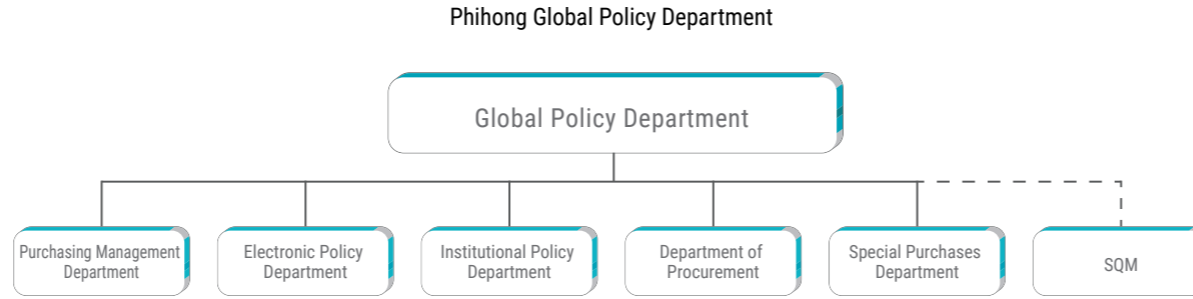 Phihong Global Policy Department
Global Policy Department
Purchasing Management
Department
Electronic Policy
Department
Institutional Policy
Department
Department of
Procurement
Special Purchases
Department
SQM